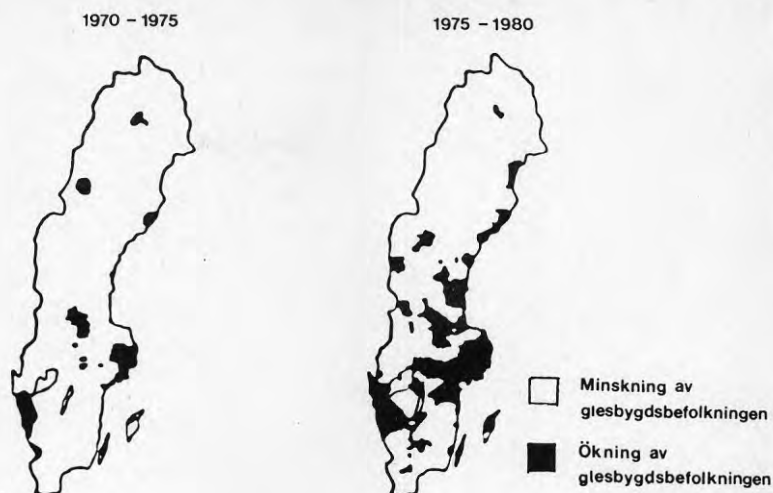 1970 – 1975
1975 – 1980
Minskning av
glesbygdsbefolkningen
Ökning av
glesbygdsbefolkningen